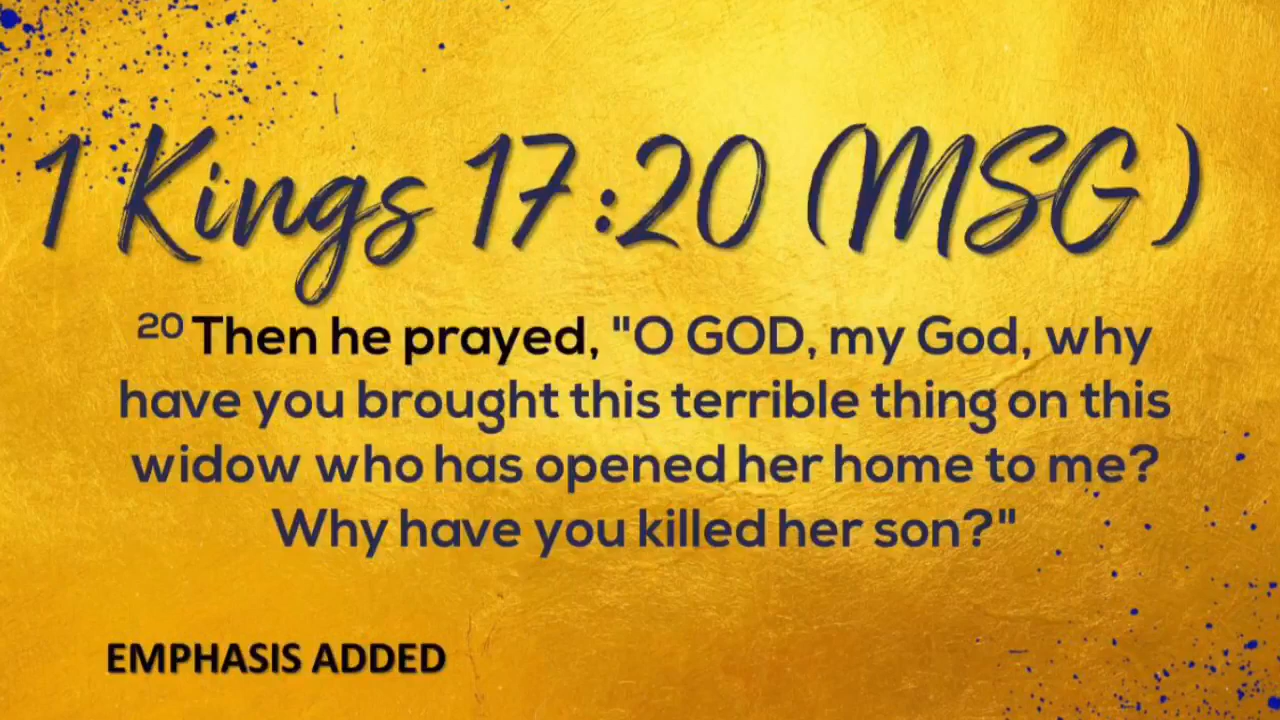 1 Kings 17:20 (MSG)
20 Then he prayed, "O GOD, my God, why
have you brought this terrible thing on this
widow who has opened her home to me?
Why have you killed her son?"
EMPHASIS ADDED